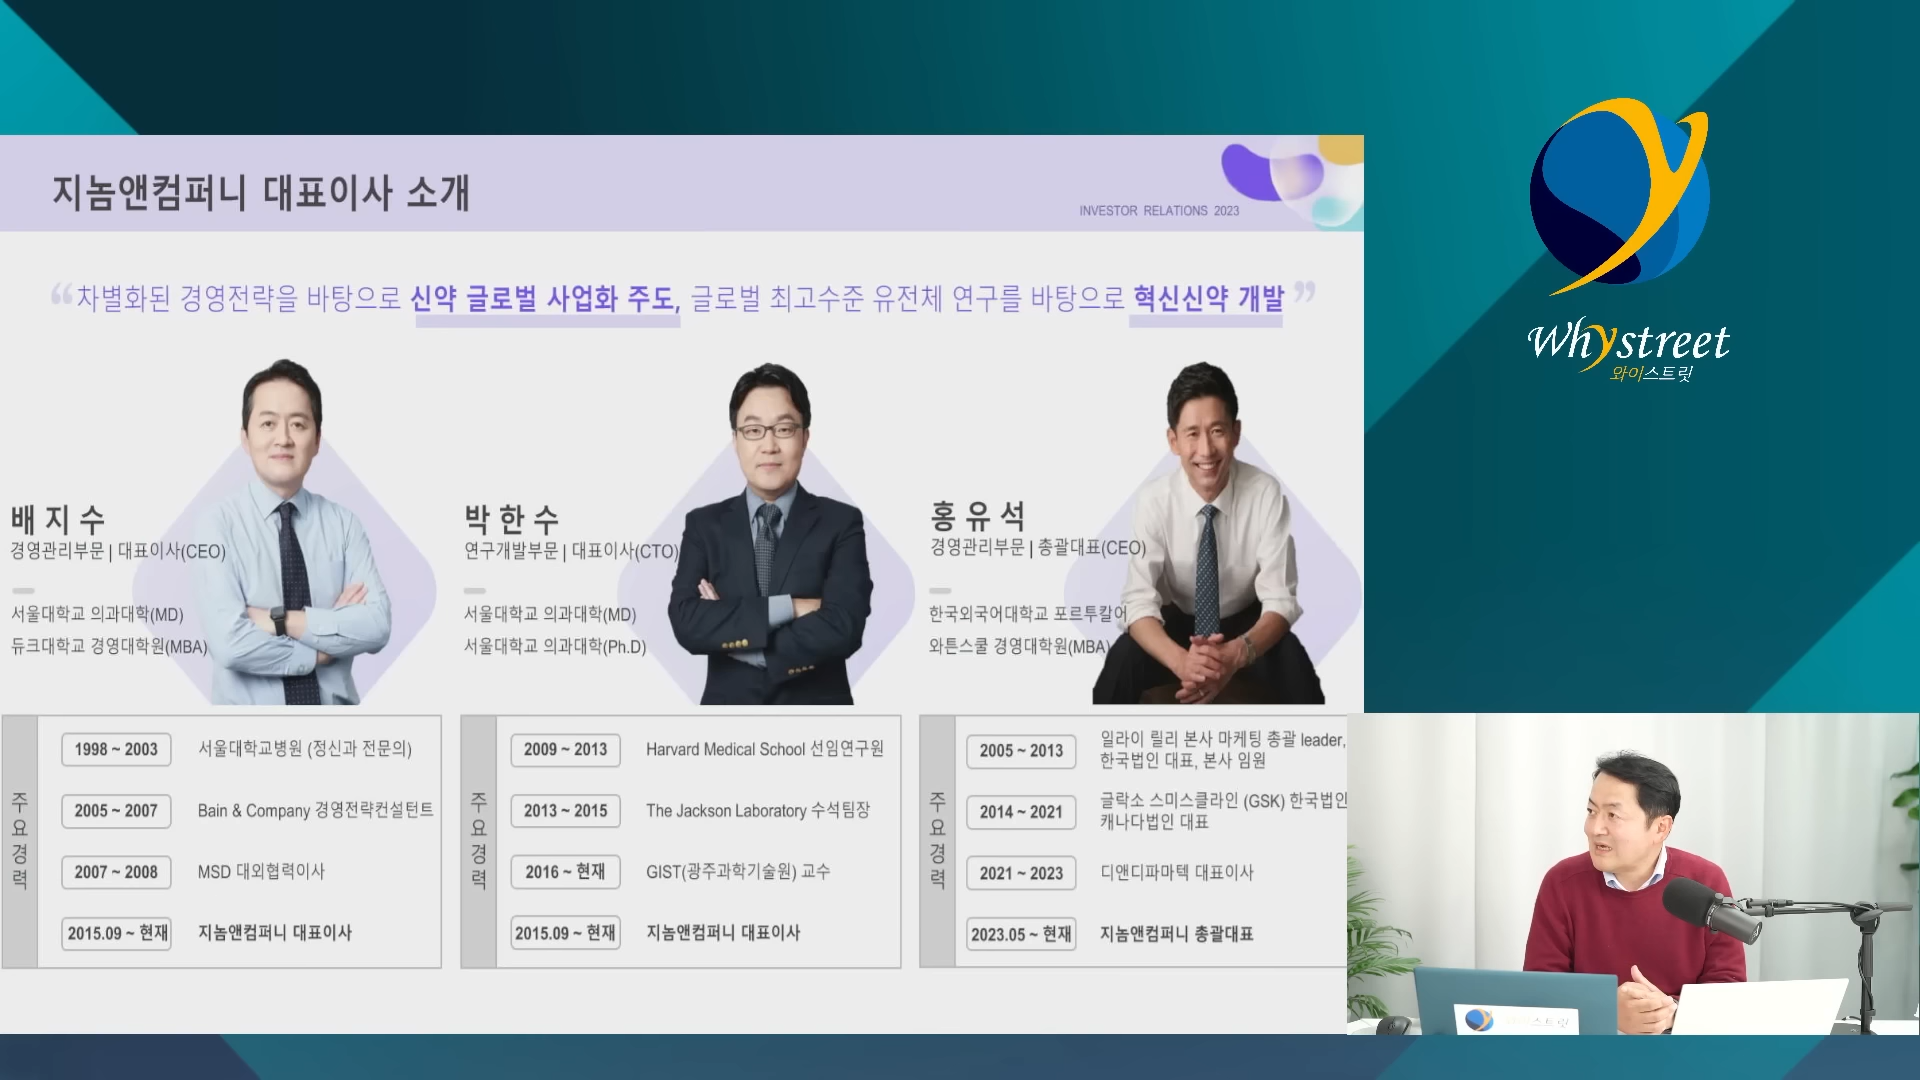 지놈앤컴퍼니 대표이사 소개
INVESTOR RELATIONS 2023
“차별화된 경영전략을 바탕으로 신약 글로벌 사업화 주도, 글로벌 최고수준 유전체 연구를 바탕으로 혁신신약 개발”
배지수
경영관리부문 | 대표이사(CEO)
서울대학교 의과대학(MD)
듀크대학교 경영대학원(MBA)
주요경력
1998 ~ 2003 서울대학교병원 (정신과 전문의)
2005 ~ 2007 Bain & Company 경영전략컨설턴트
2007 ~ 2008 MSD 대외협력이사
2015.09 ~ 현재 지놈앤컴퍼니 대표이사
박한수
연구개발부문 | 대표이사(CTO)
서울대학교 의과대학(MD)
서울대학교 의과대학(Ph.D)
주요경력
2009 ~ 2013 Harvard Medical School 선임연구원
2013 ~ 2015 The Jackson Laboratory 수석팀장
2016 ~ 현재 GIST(광주과학기술원) 교수
2015.09 ~ 현재 지놈앤컴퍼니 대표이사
홍유석
경영관리부문 | 총괄대표(CEO)
한국외국어대학교 포르투칼어
와튼스쿨 경영대학원(MBA)
주요경력
2005 ~ 2013 일라이 릴리 본사 마케팅 총괄 leader,
한국법인 대표, 본사 임원
2014 ~ 2021 글락소 스미스클라인 (GSK) 한국법인
캐나다법인 대표
2021 ~ 2023 디앤디파마텍 대표이사
2023.05 ~ 현재 지놈앤컴퍼니 총괄대표
Whystreet
와이스트릿